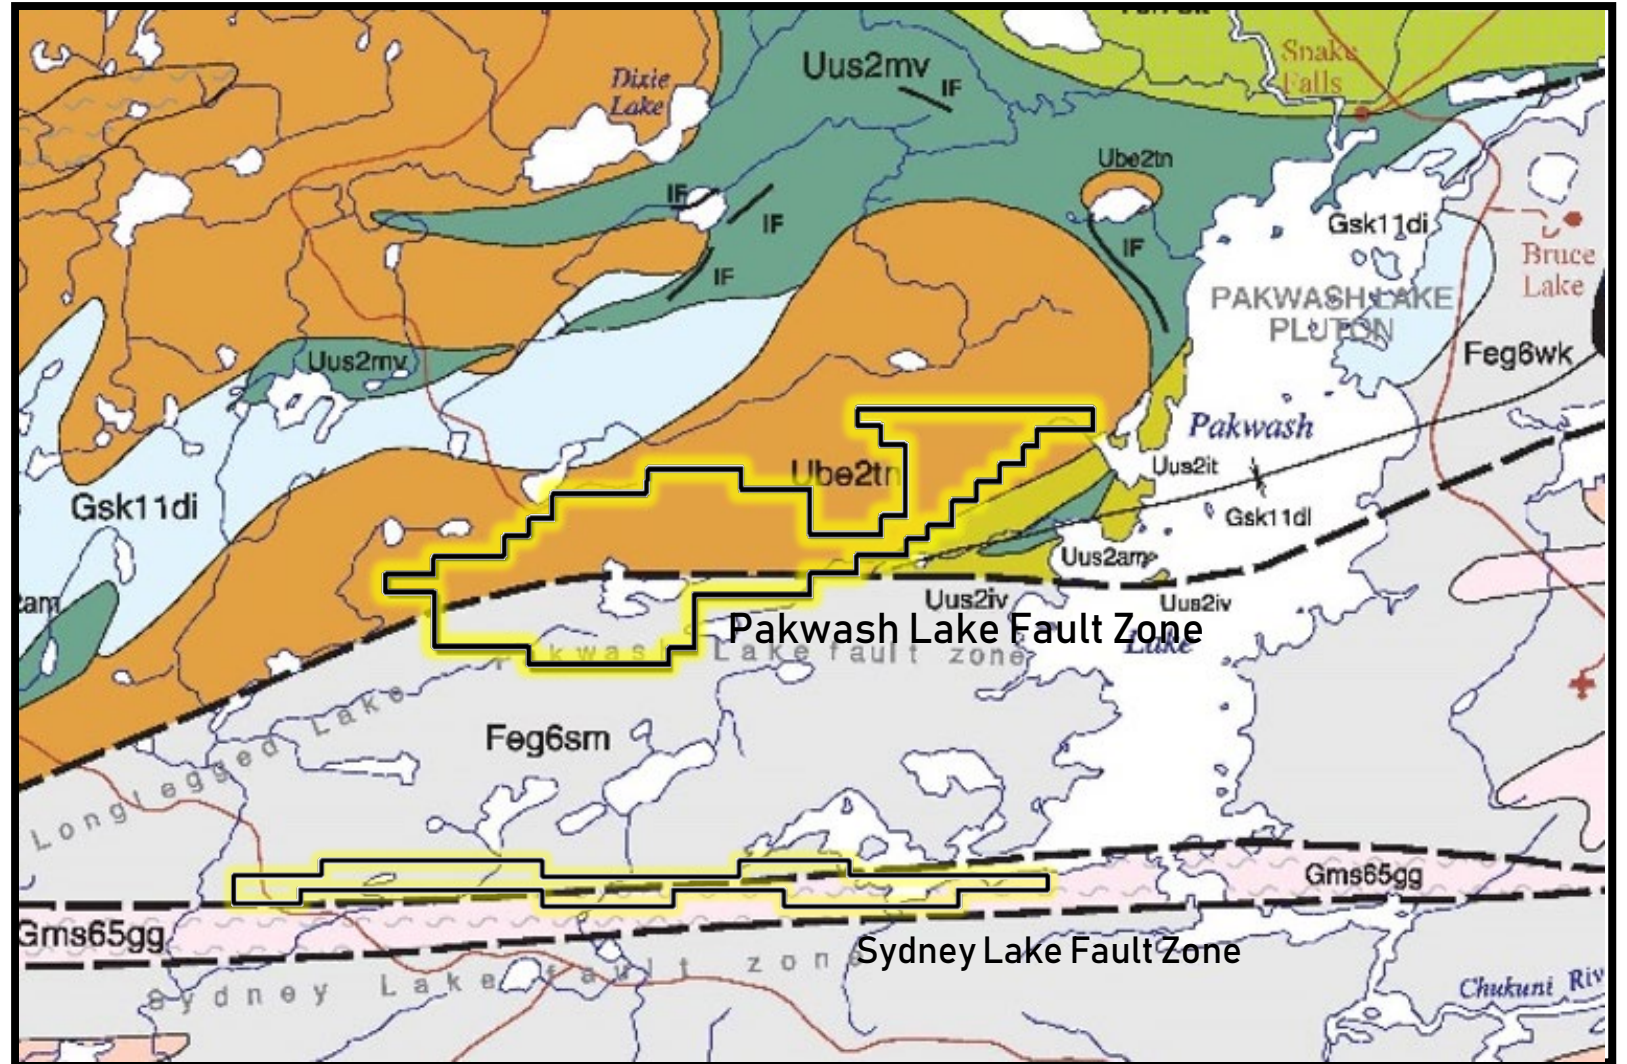 Uus2mv
IF
Dixie
Lake
Snake
Falls
Ube2tn
IF
IF
IF
IF
Gsk11di
Bruce
Lake
PAKWASH LAKE
PLUTON
Feg6wk
Uus2mv
Pakwash
Uus2it
Ube2tn
Gsk11di
Gsk11di
Uus2am
Uus2iv
Uus2iv
Pakwash Lake Fault Zone
Lake
Pakwash Lake fault zone
Longlegged Lake
Feg6sm
Gms65gg
Gms65gg
Sydney Lake Fault Zone
Sydney Lake fault zone
Chukuni Riv